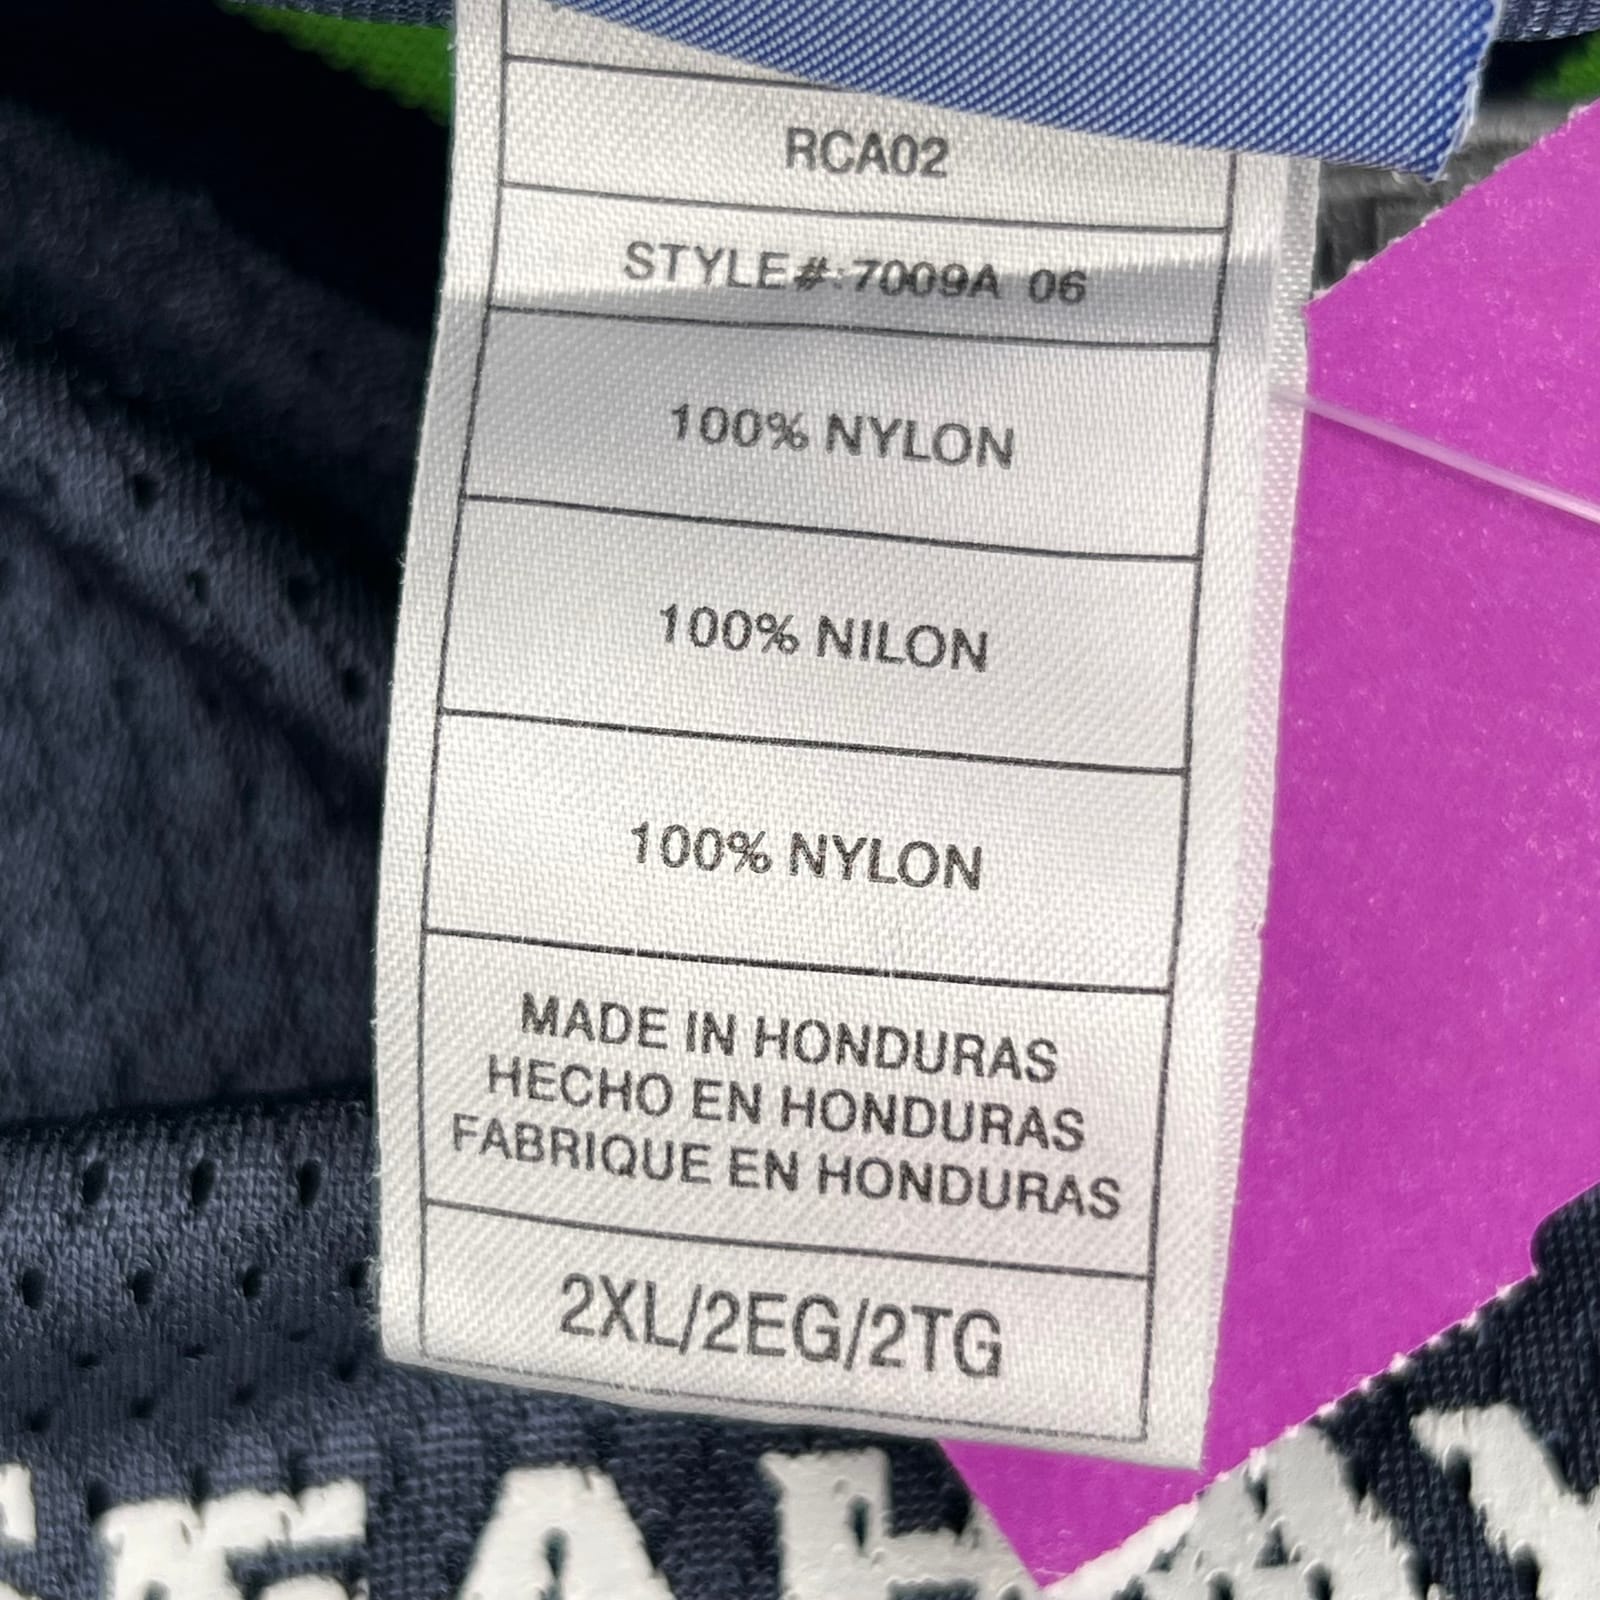 RCA02
STYLE#:7009A 06
100% NYLON
100% NILON
100% NYLON
MADE IN HONDURAS
HECHO EN HONDURAS
FABRIQUE EN HONDURAS
2XL/2EG/2TG